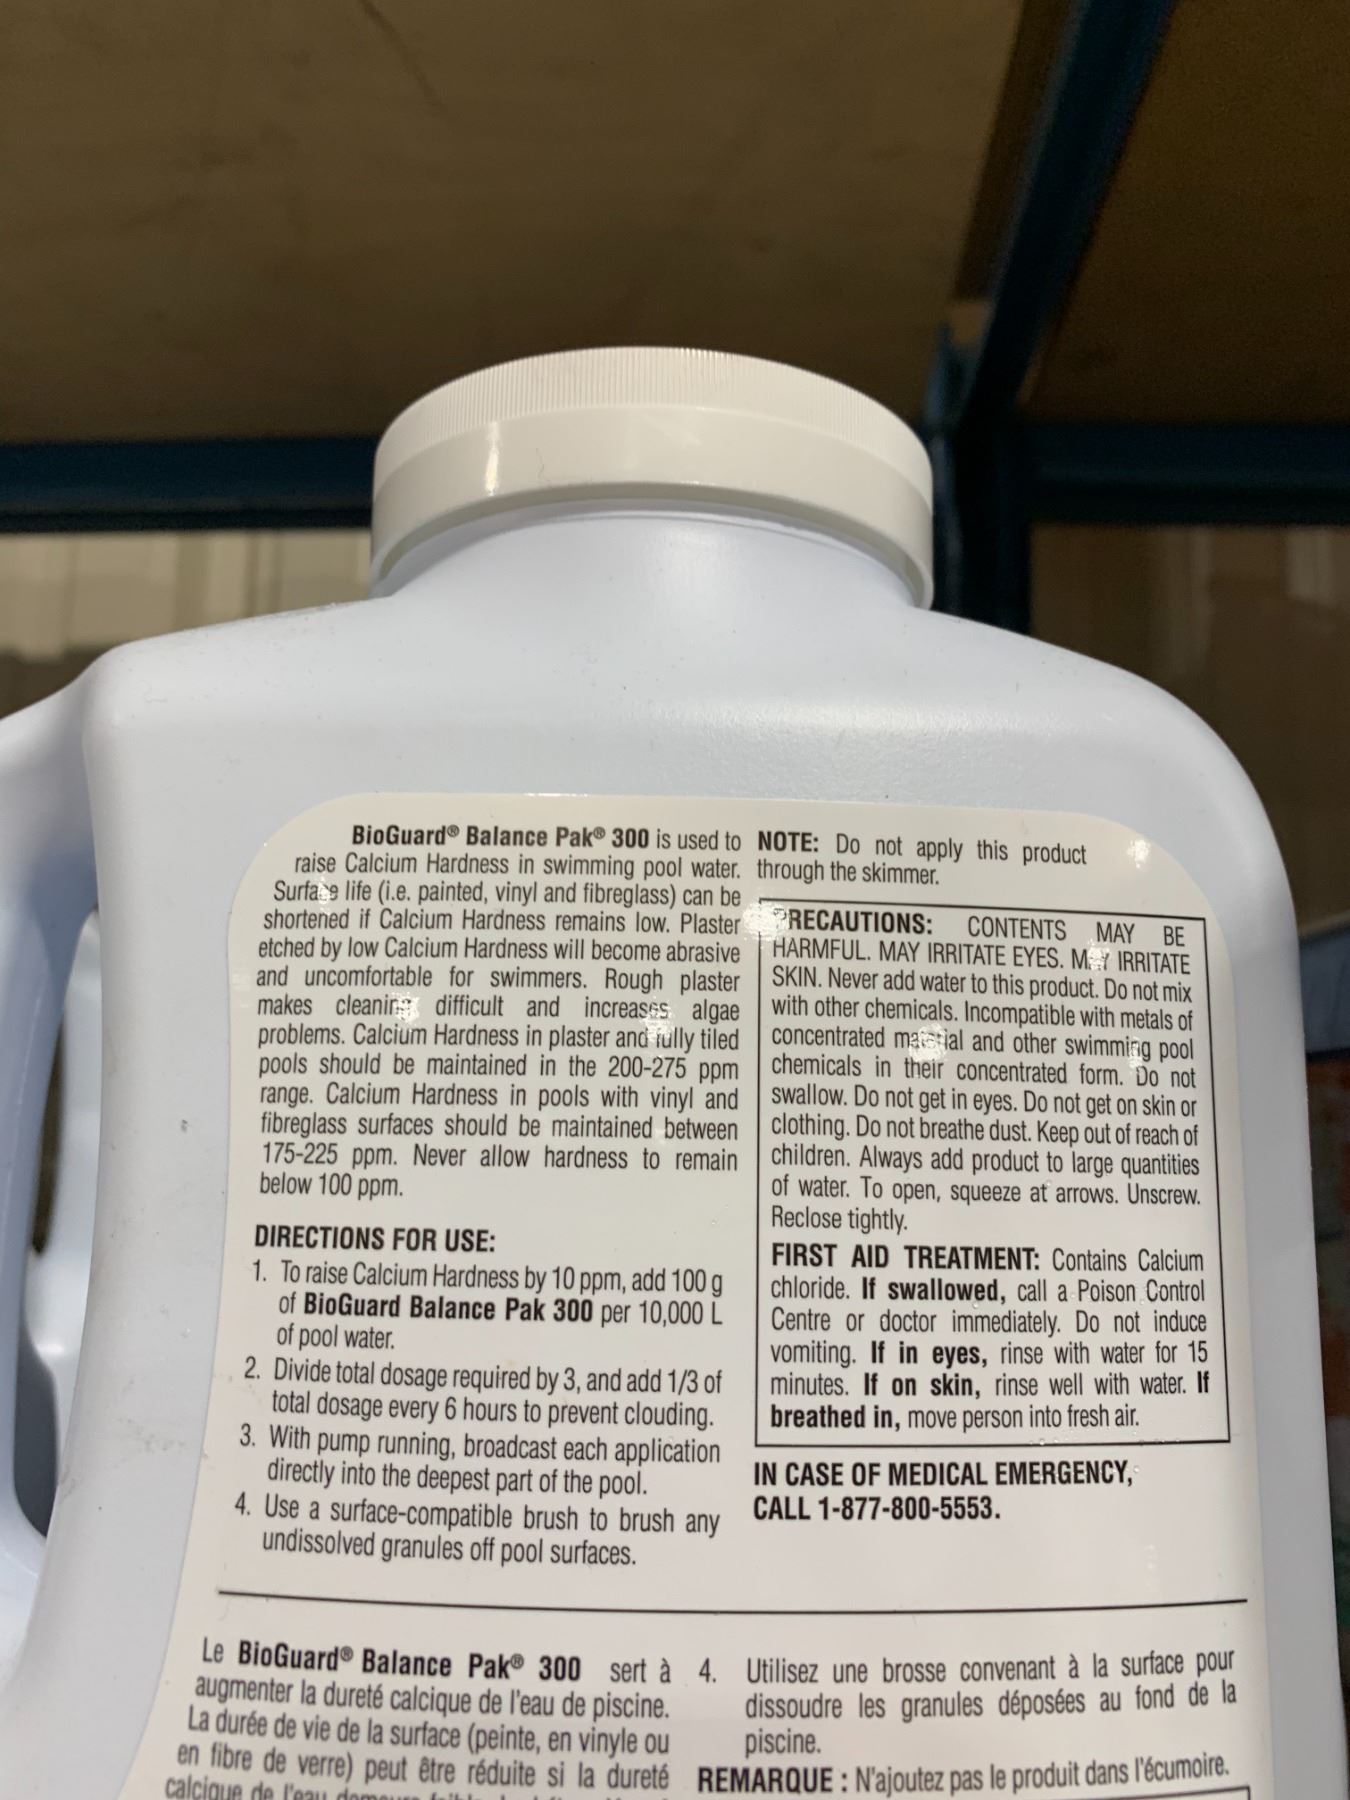 BioGuard® Balance Pak® 300 is used to
raise Calcium Hardness in swimming pool water.
Surface life (i.e. painted, vinyl and fibreglass) can be
shortened if Calcium Hardness remains low. Plaster
etched by low Calcium Hardness will become abrasive
and uncomfortable for swimmers. Rough plaster
makes cleaning difficult and increases algae
problems. Calcium Hardness in plaster and fully tiled
pools should be maintained in the 200-275 ppm
range. Calcium Hardness in pools with vinyl and
fibreglass surfaces should be maintained between
175-225 ppm. Never allow hardness to remain
below 100 ppm.
DIRECTIONS FOR USE:
1. To raise Calcium Hardness by 10 ppm, add 100 g
of BioGuard Balance Pak 300 per 10,000 L
of pool water.
2. Divide total dosage required by 3, and add 1/3 of
total dosage every 6 hours to prevent clouding.
3. With pump running, broadcast each application
directly into the deepest part of the pool.
4. Use a surface-compatible brush to brush any
undissolved granules off pool surfaces.
NOTE: Do not apply this product
through the skimmer.
PRECAUTIONS: CONTENTS MAY BE
HARMFUL. MAY IRRITATE EYES. MAY IRRITATE
SKIN. Never add water to this product. Do not mix
with other chemicals. Incompatible with metals of
concentrated material and other swimming pool
chemicals in their concentrated form. Do not
swallow. Do not get in eyes. Do not get on skin or
clothing. Do not breathe dust. Keep out of reach of
children. Always add product to large quantities
of water. To open, squeeze at arrows. Unscrew.
Reclose tightly.
FIRST AID TREATMENT: Contains Calcium
chloride. If swallowed, call a Poison Control
Centre or doctor immediately. Do not induce
vomiting. If in eyes, rinse with water for 15
minutes. If on skin, rinse well with water. If
breathed in, move person into fresh air.
IN CASE OF MEDICAL EMERGENCY,
CALL 1-877-800-5553.
Le BioGuard® Balance Pak® 300 sert à
augmenter la dureté calcique de l'eau de piscine.
La durée de vie de la surface (peinte, en vinyle ou
en fibre de verre) peut être réduite si la dureté
calcique de l'eau
4. Utilisez une brosse convenant à la surface pour
dissoudre les granules déposées au fond de la
piscine.
REMARQUE : N'ajoutez pas le produit dans l'écumoire.